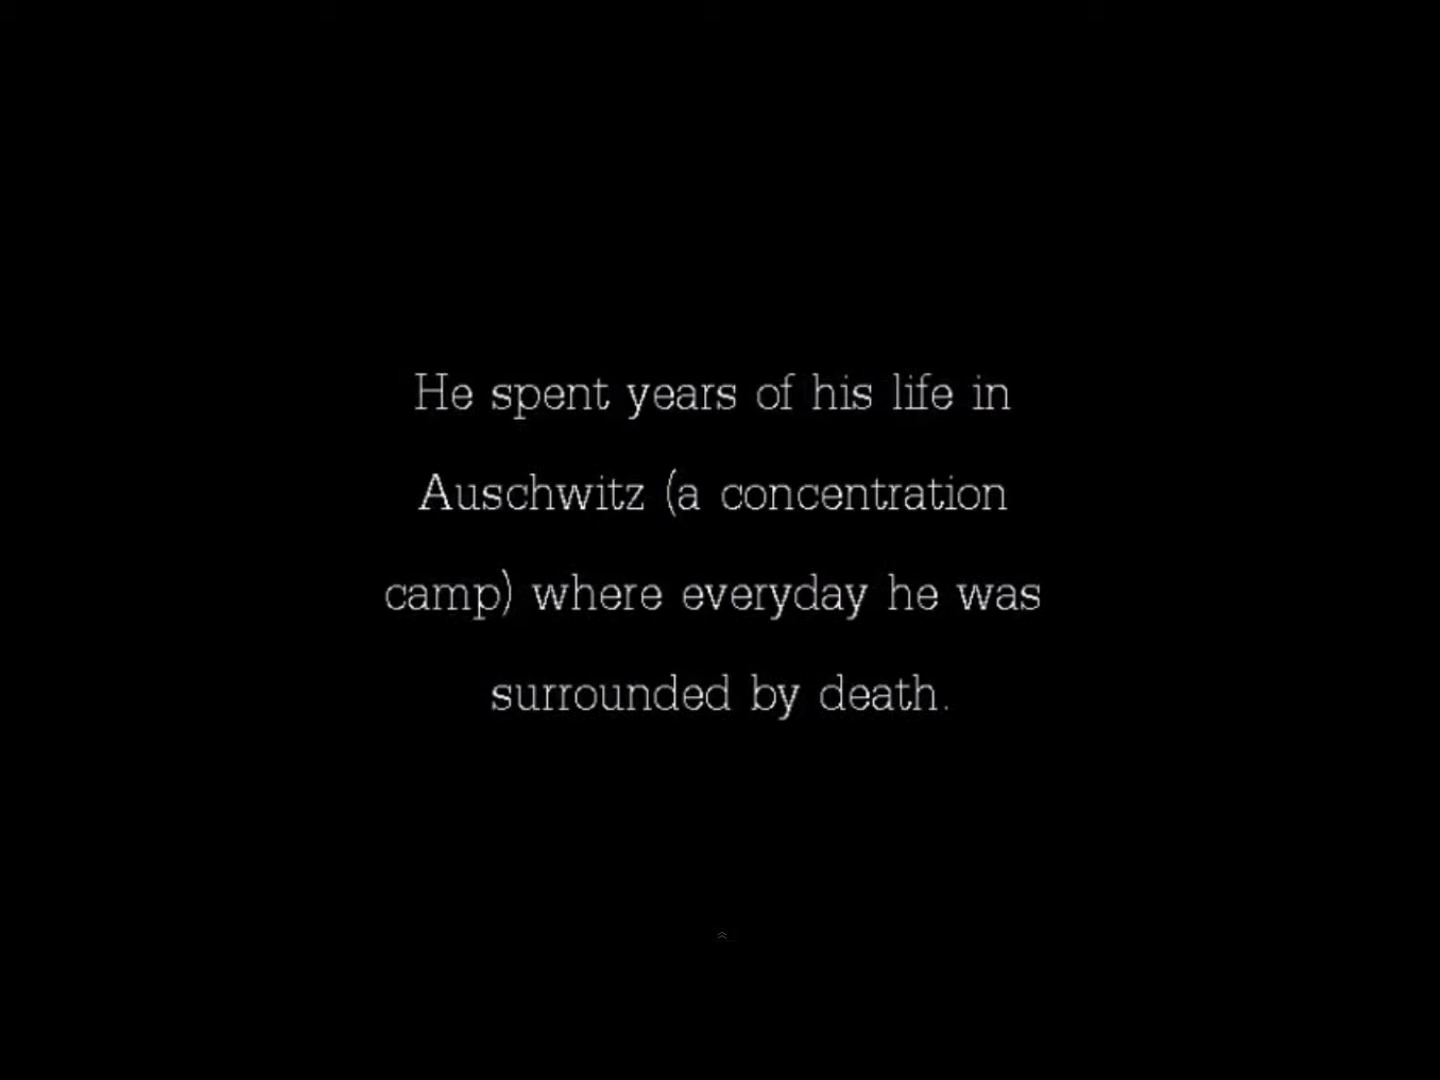 He spent years of his life in
Auschwitz (a concentration
camp) where everyday he was
surrounded by death.